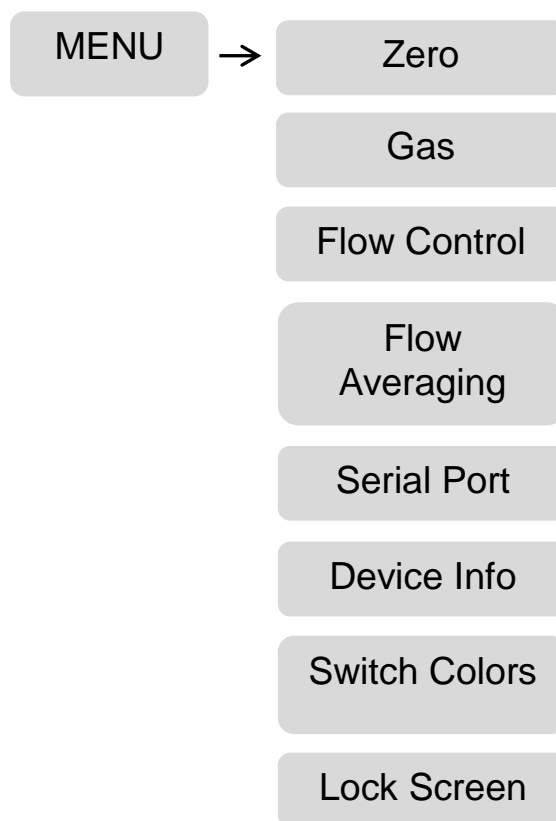 MENU
Zero
Gas
Flow Control
Flow
Averaging
Serial Port
Device Info
Switch Colors
Lock Screen